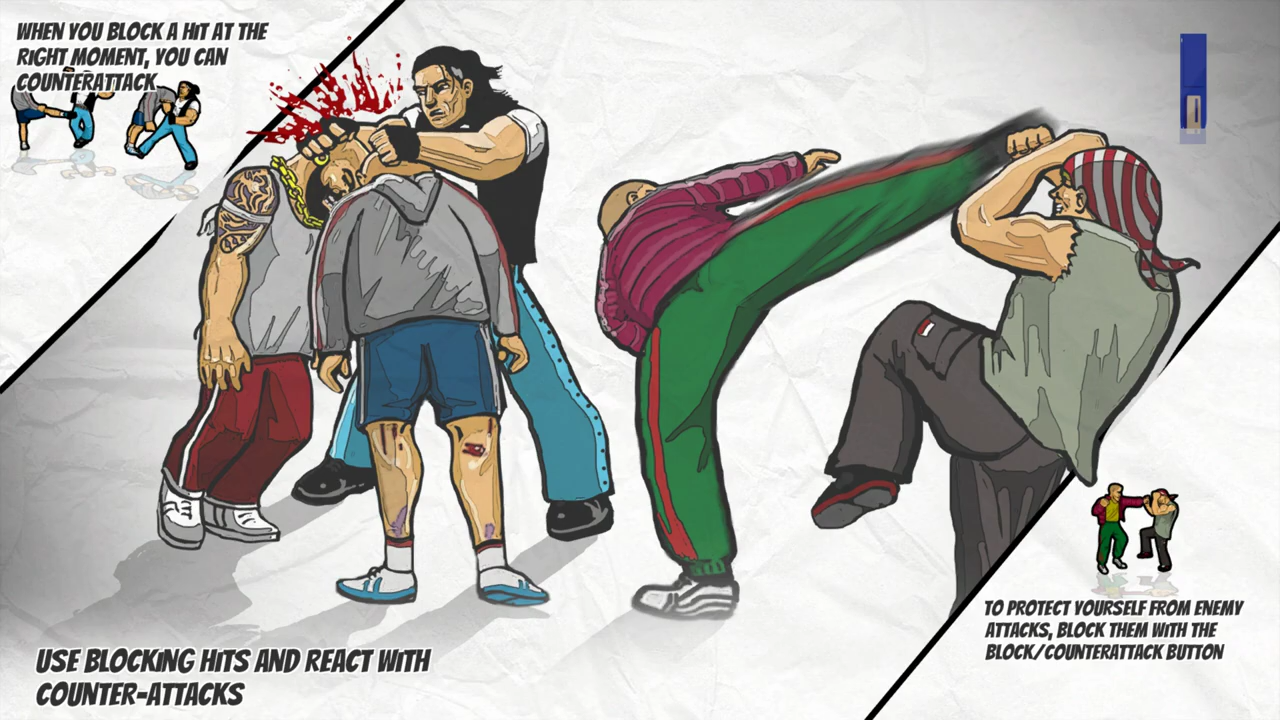 WHEN YOU BLOCK A HIT AT THE
RIGHT MOMENT, YOU CAN
COUNTERATTACK
USE BLOCKING HITS AND REACT WITH
COUNTER-ATTACKS
TO PROTECT YOURSELF FROM ENEMY
ATTACKS, BLOCK THEM WITH THE
BLOCK/COUNTERATTACK BUTTON